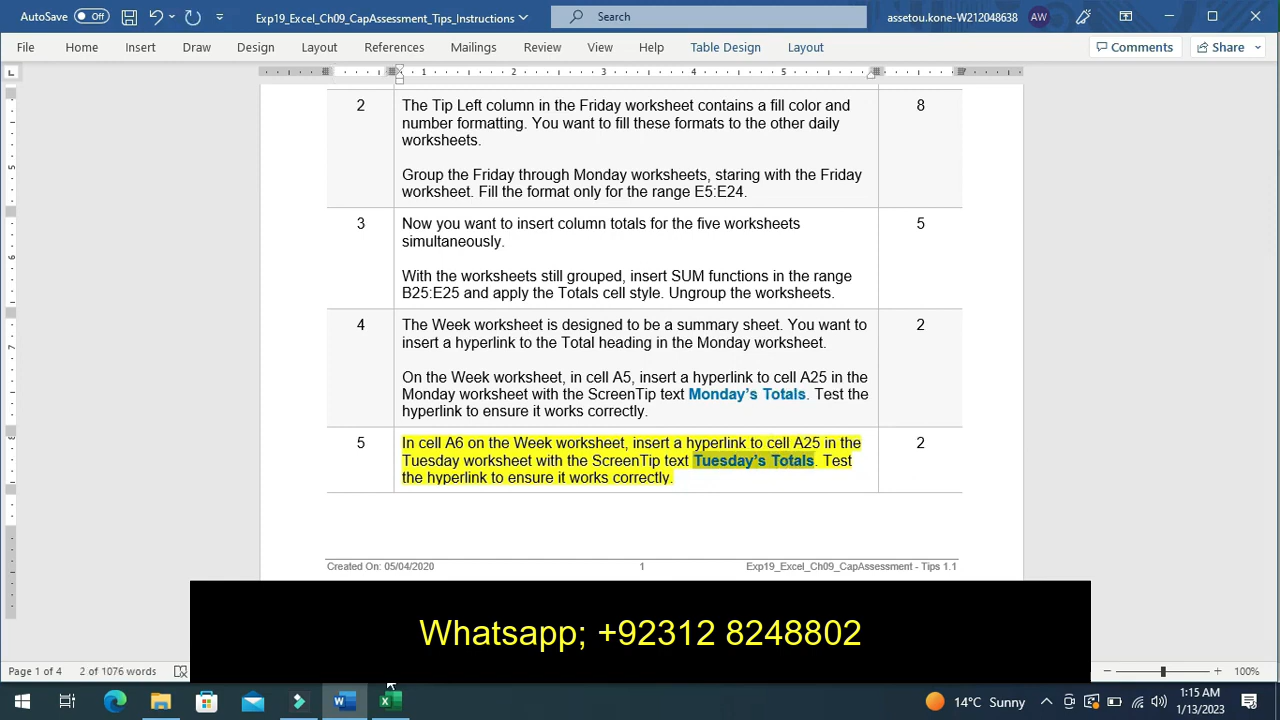 AutoSave Off Exp19_Excel_Ch09_CapAssessment_Tips_Instructions Search assetou.kone-W212048638 AW
File Home Insert Draw Design Layout References Mailings Review View Help Table Design Layout Comments Share
1 2 3 4 5
2 The Tip Left column in the Friday worksheet contains a fill color and 8
number formatting. You want to fill these formats to the other daily
worksheets.
Group the Friday through Monday worksheets, staring with the Friday
worksheet. Fill the format only for the range E5:E24.
3 Now you want to insert column totals for the five worksheets 5
simultaneously.
With the worksheets still grouped, insert SUM functions in the range
B25:E25 and apply the Totals cell style. Ungroup the worksheets.
4 The Week worksheet is designed to be a summary sheet. You want to 2
insert a hyperlink to the Total heading in the Monday worksheet.
On the Week worksheet, in cell A5, insert a hyperlink to cell A25 in the
Monday worksheet with the ScreenTip text Monday's Totals. Test the
hyperlink to ensure it works correctly.
5 In cell A6 on the Week worksheet, insert a hyperlink to cell A25 in the 2
Tuesday worksheet with the ScreenTip text Tuesday's Totals. Test
the hyperlink to ensure it works correctly.
Created On: 05/04/2020 1 Exp19_Excel_Ch09_CapAssessment - Tips 1.1
Whatsapp; +92312 8248802
Page 1 of 4 2 of 1076 words 100%
14°C Sunny 1:15 AM
1/13/2023